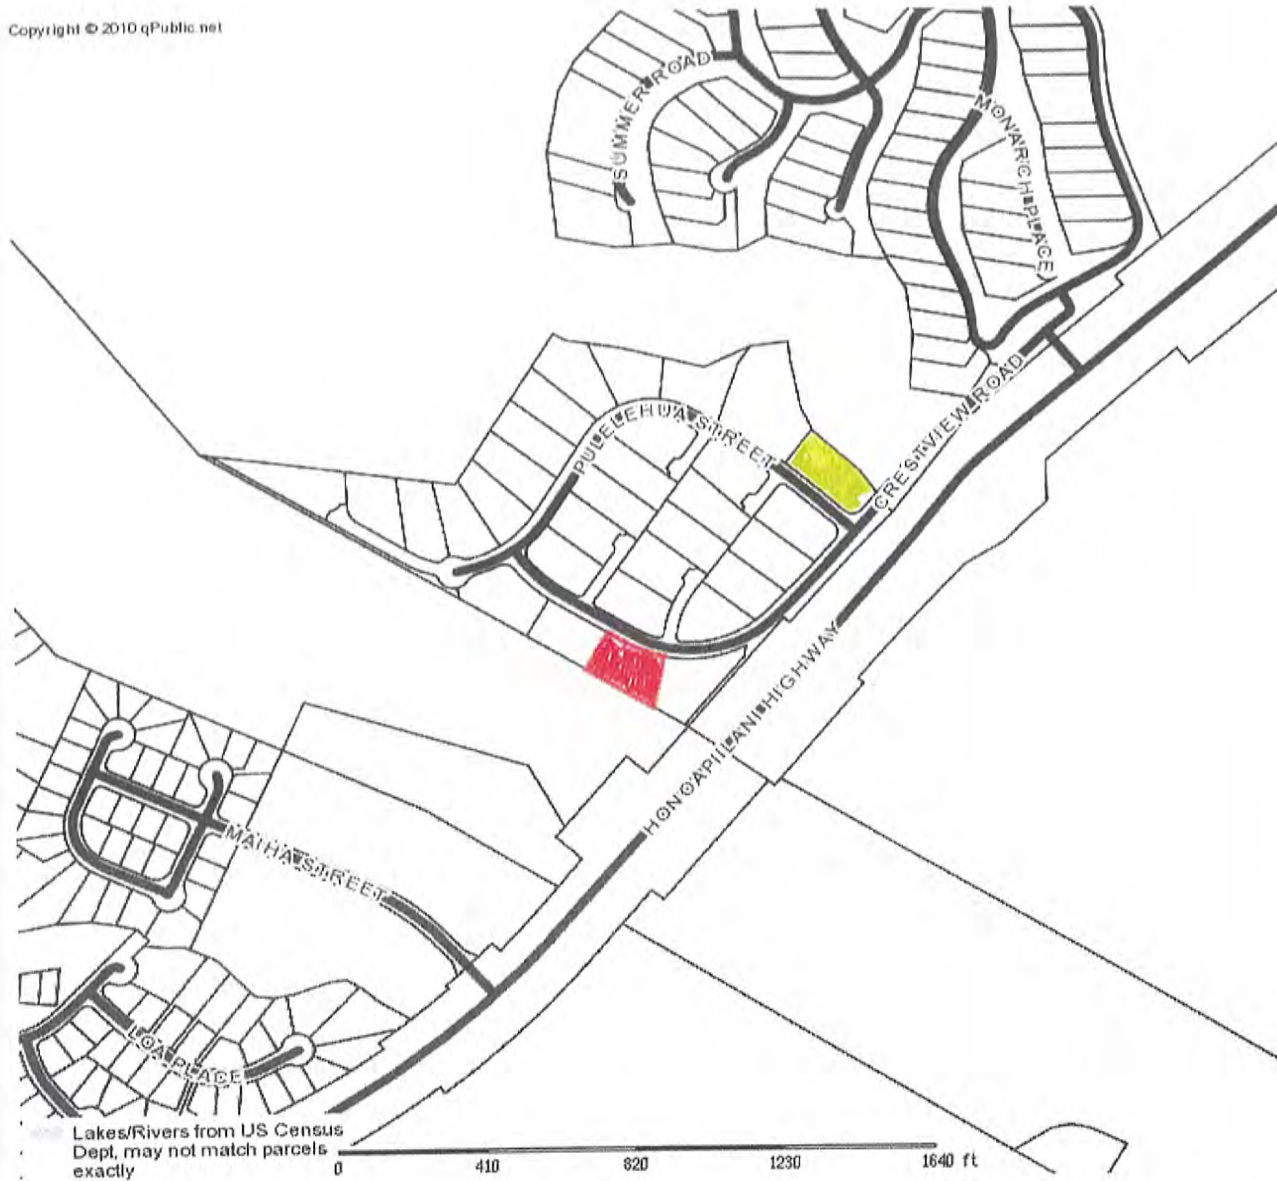 Copyright © 2010 qPublic.net
SUMMER ROAD
MONARCH PLACE
PULELEHUA STREET
CRESTVIEW ROAD
HONOAPIILANI HIGHWAY
MAIHA STREET
LOA PLACE
Lakes/Rivers from US Census
Dept, may not match parcels
exactly
0 410 820 1230 1640 ft